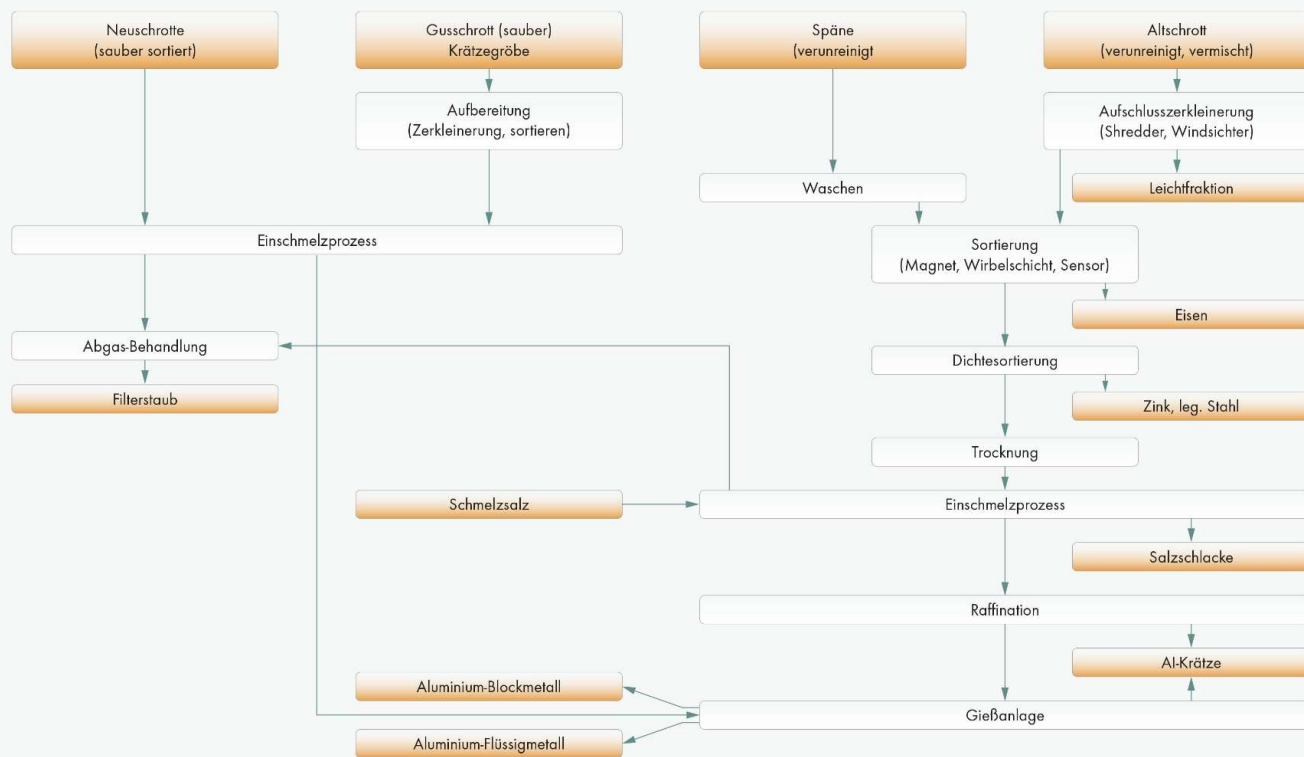 Neuschrotte
(sauber sortiert)
Gusschrott (sauber)
Krätzegröbe
Späne
(verunreinigt
Altschrott
(verunreinigt, vermischt)
Aufbereitung
(Zerkleinerung, sortieren)
Aufschlusszerkleinerung
(Shredder, Windsichter)
Waschen
Leichtfraktion
Einschmelzprozess
Sortierung
(Magnet, Wirbelschicht, Sensor)
Eisen
Abgas-Behandlung
Dichtesortierung
Filterstaub
Zink, leg. Stahl
Trocknung
Schmelzsalz
Einschmelzprozess
Salzschlacke
Raffination
Al-Krätze
Aluminium-Blockmetall
Gießanlage
Aluminium-Flüssigmetall